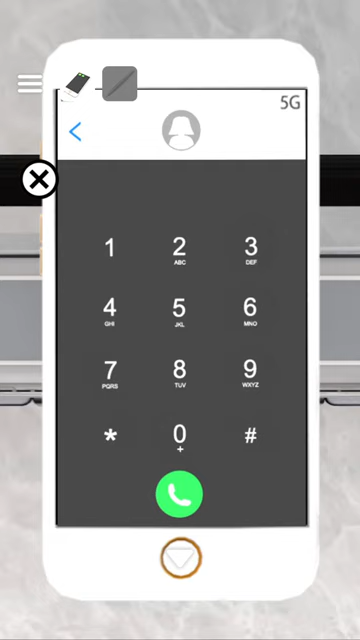 5G
1 2 3
ABC DEF
4 5 6
GHI JKL MNO
7 8 9
PQRS TUV WXYZ
* 0 #
+